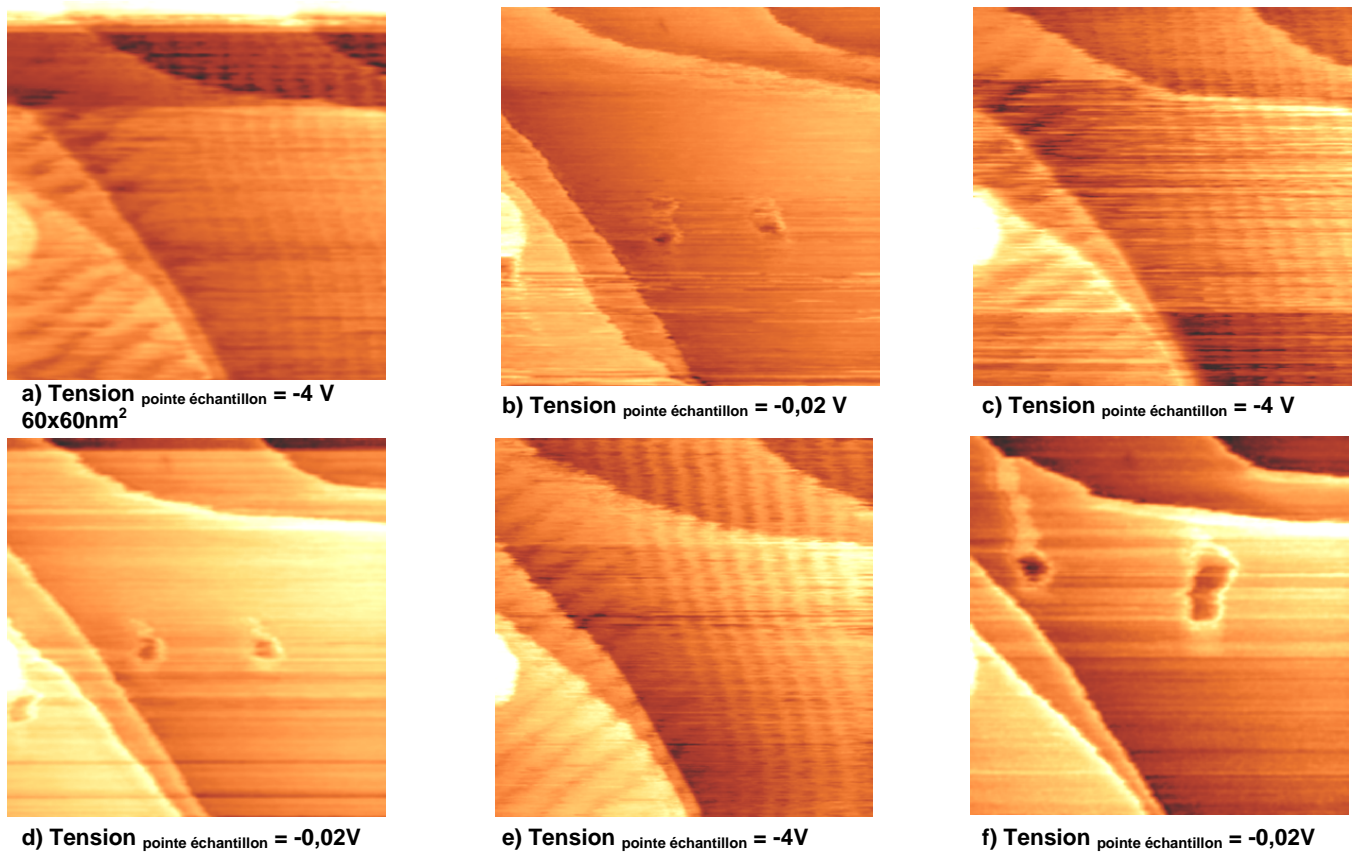 a) Tension pointe échantillon = -4 V
60x60nm2
b) Tension pointe échantillon = -0,02 V
c) Tension pointe échantillon = -4 V
d) Tension pointe échantillon = -0,02V
e) Tension pointe échantillon = -4V
f) Tension pointe échantillon = -0,02V